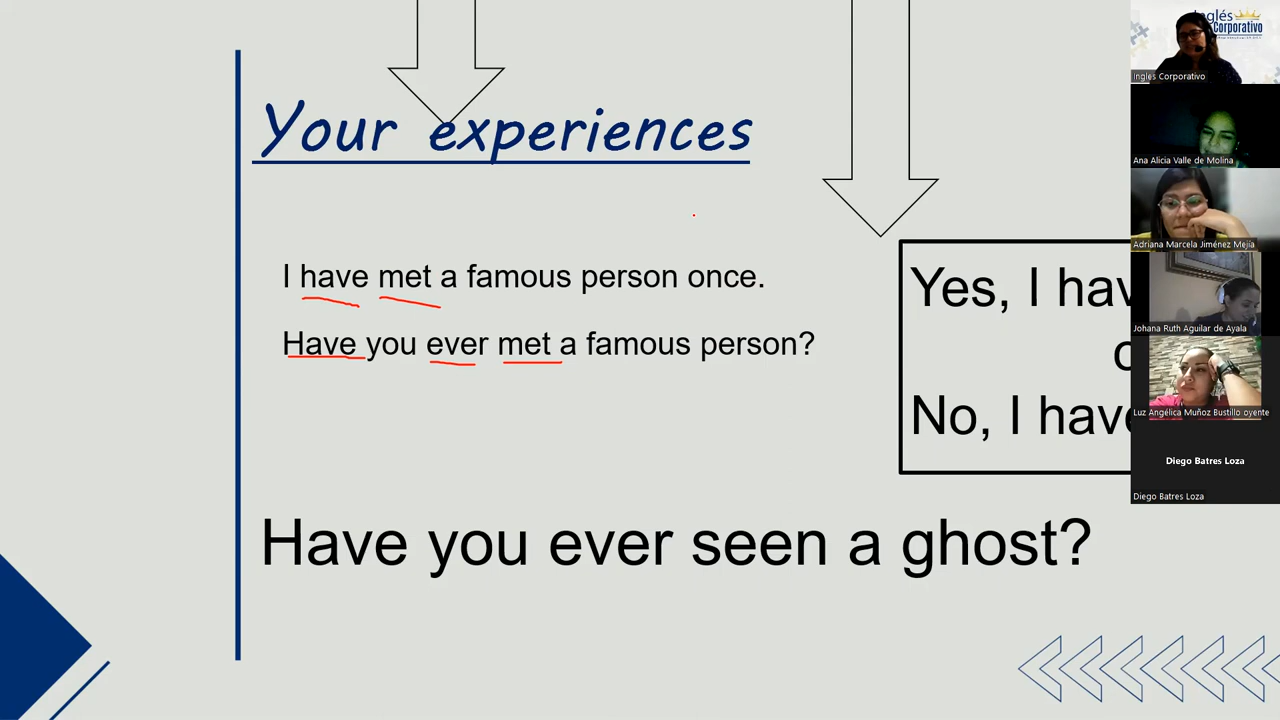 Your experiences
I have met a famous person once.
Have you ever met a famous person?
Yes, I hav
No, I have
Have you ever seen a ghost?
Inglés
Corporativo
Ingles Corporativo
Ana Alicia Valle de Molina
Adriana Marcela Jiménez Mejía
Johana Ruth Aguilar de Ayala
Luz Angélica Muñoz Bustillo oyente
Diego Batres Loza
Diego Batres Loza